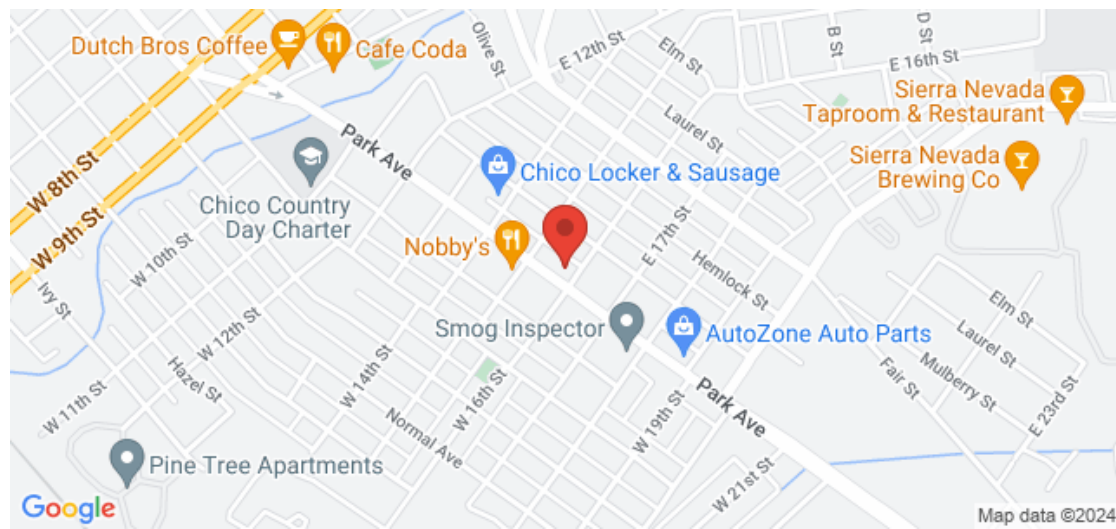 Dutch Bros Coffee
Cafe Coda
Olive St
E 12th St
Elm St
B St
D St
E 16th St
Sierra Nevada
Taproom & Restaurant
Park Ave
Laurel St
W 8th St
Chico Locker & Sausage
Sierra Nevada
Brewing Co
Chico Country
Day Charter
W 9th St
W 10th St
Nobby's
E 17th St
Hemlock St
Ivy St
W 12th St
Smog Inspector
AutoZone Auto Parts
Elm St
Laurel St
Mulberry St
Hazel St
W 14th St
W 16th St
Park Ave
Fair St
E 23rd St
W 11th St
Normal Ave
W 19th St
Pine Tree Apartments
W 21st St
Google
Map data ©2024